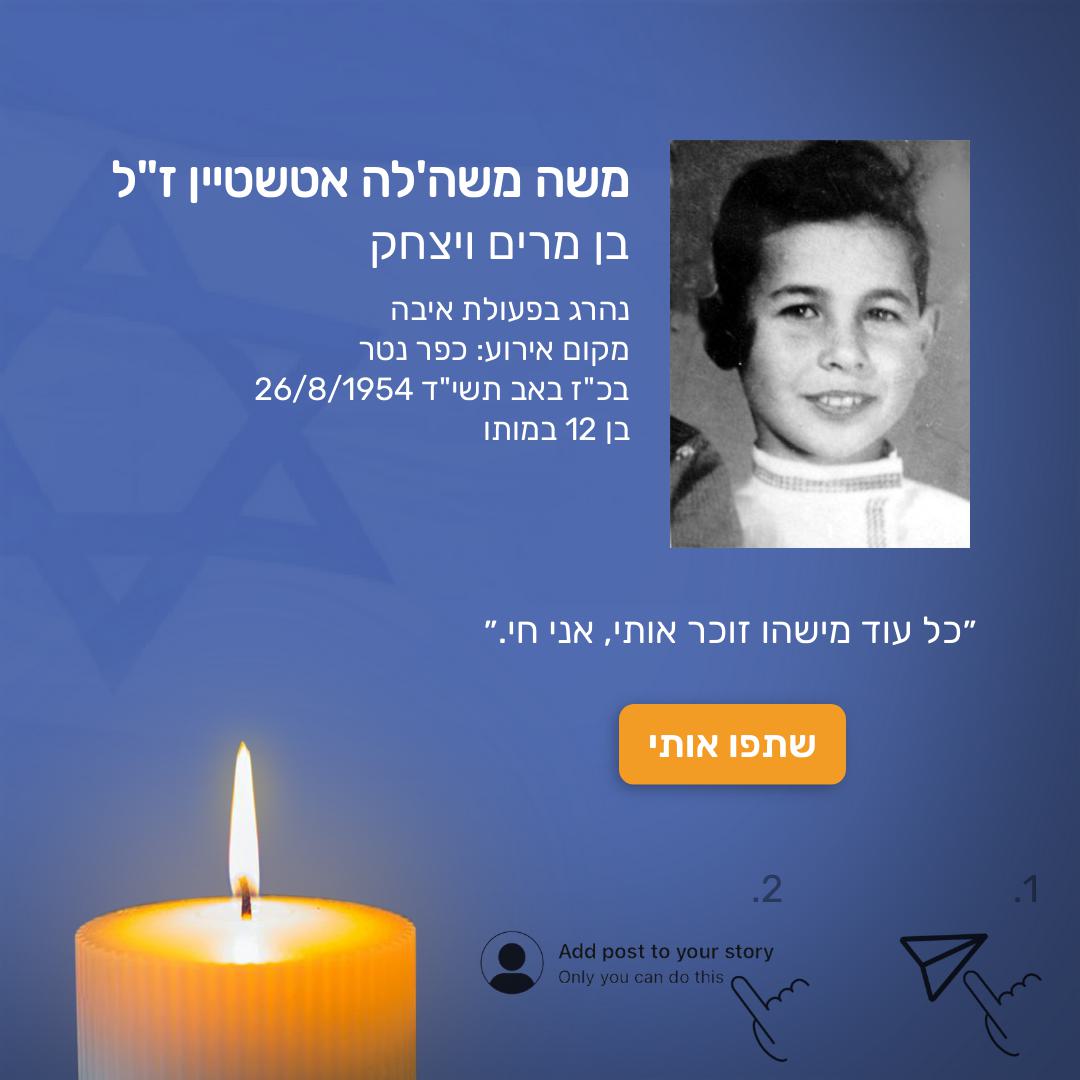 משה משה'לה אטשטיין ז"ל
בן מרים ויצחק
נהרג בפעולת איבה
מקום אירוע: כפר נטר
בכ"ז באב תשי"ד 26/8/1954
בן 12 במותו
״כל עוד מישהו זוכר אותי, אני חי.״
שתפו אותי
1.
2.
Add post to your story
Only you can do this